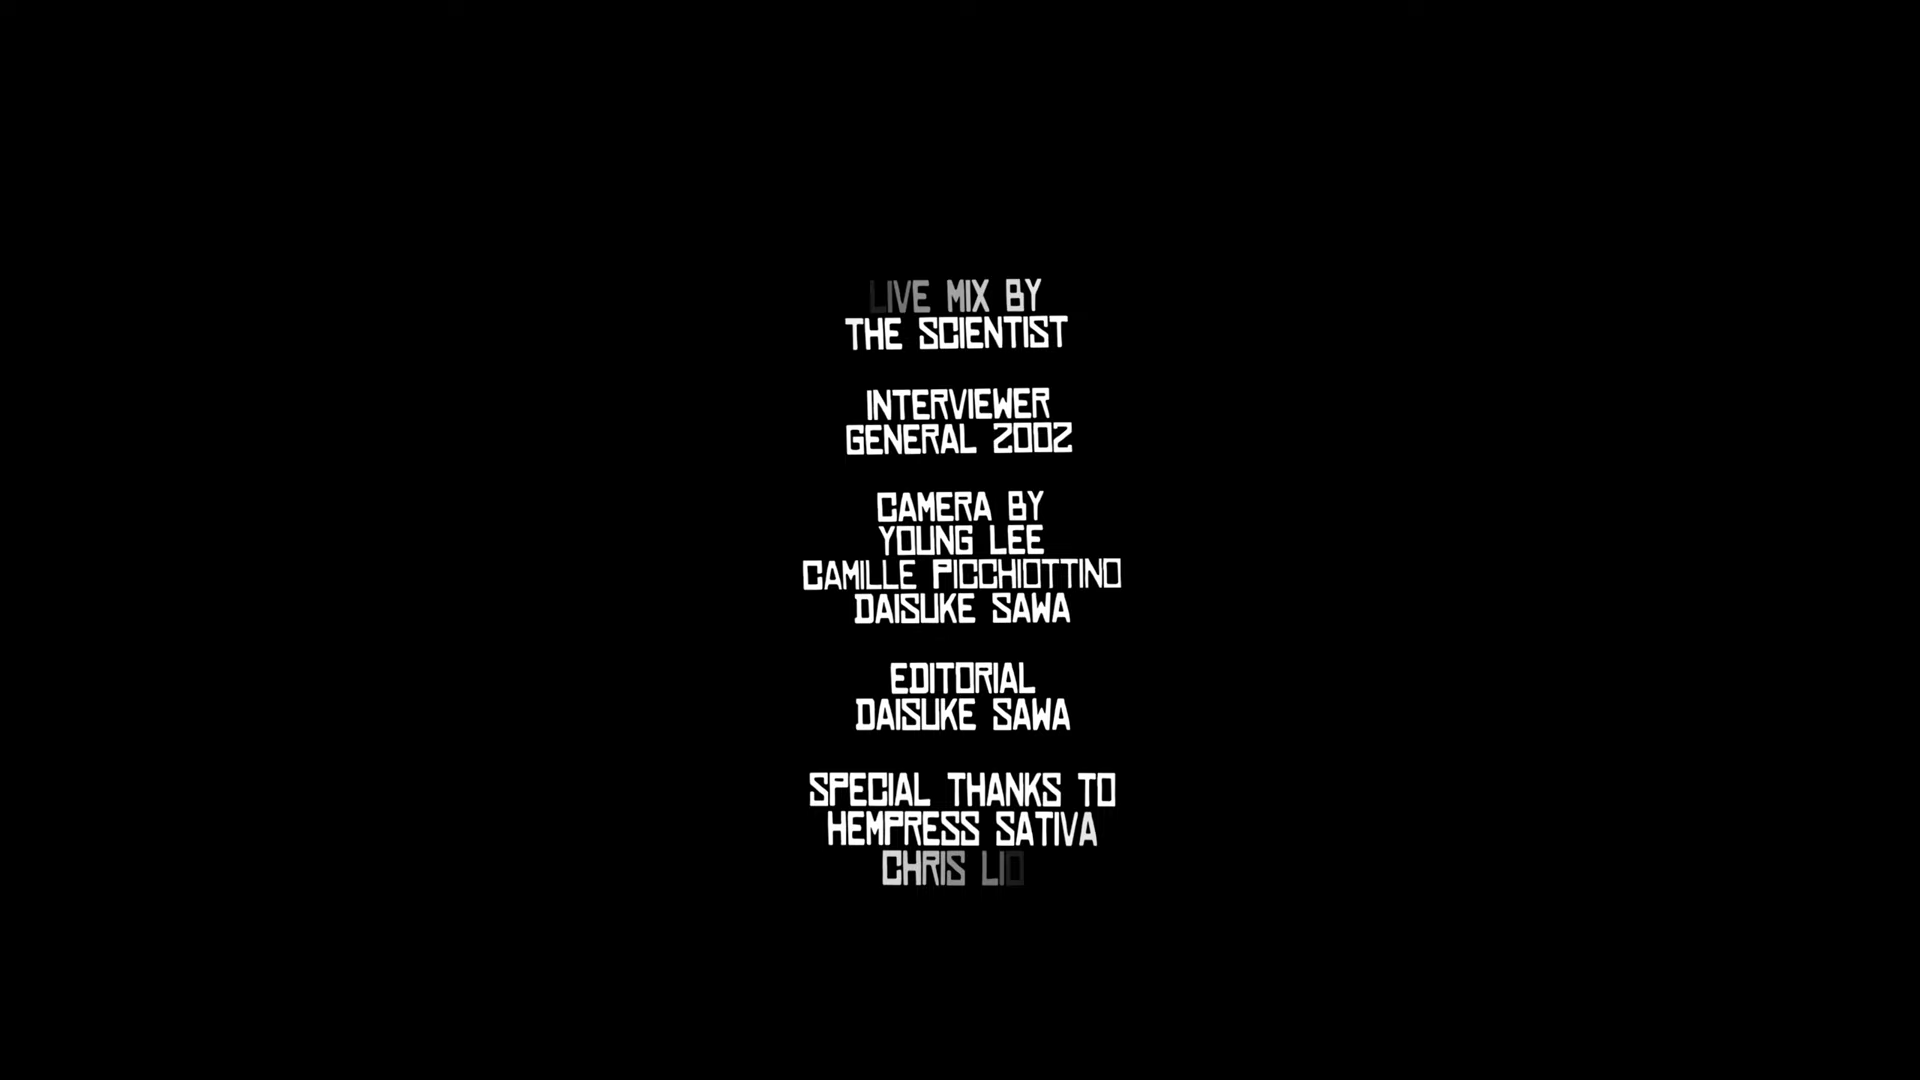 LIVE MIX BY
THE SCIENTIST
INTERVIEWER
GENERAL 2002
CAMERA BY
YOUNG LEE
CAMILLE PICCHIOTTINO
DAISUKE SAWA
EDITORIAL
DAISUKE SAWA
SPECIAL THANKS TO
HEMPRESS SATIVA
CHRIS LIO